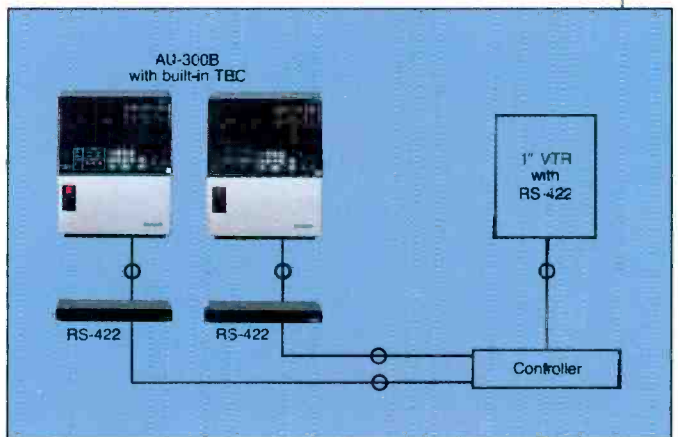 AU-300B
with built-in TBC
1" VTR
with
RS-422
RS-422
RS-422
Controller